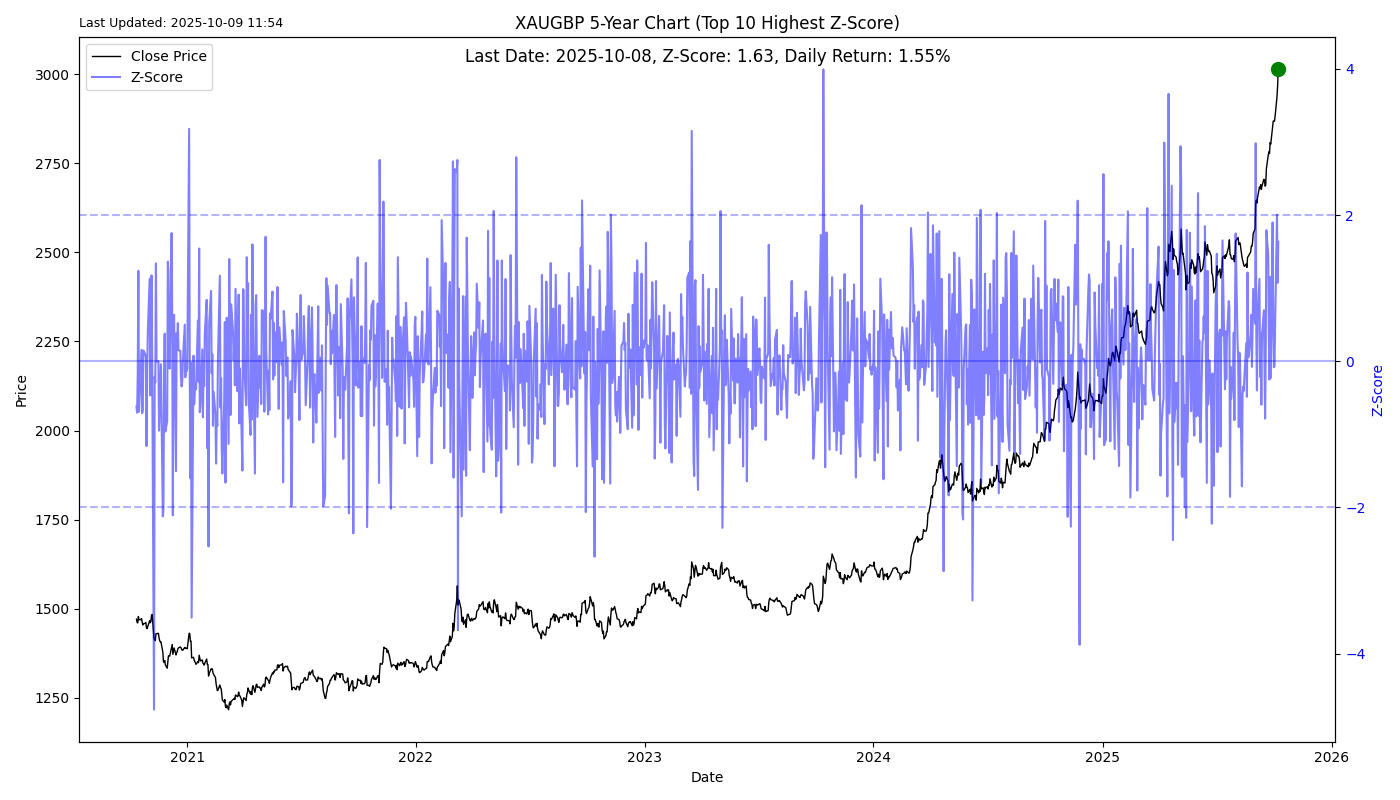 Last Updated: 2025-10-09 11:54
XAUGBP 5-Year Chart (Top 10 Highest Z-Score)
Last Date: 2025-10-08, Z-Score: 1.63, Daily Return: 1.55%
Close Price
Z-Score
3000
2750
2500
2250
2000
1750
1500
1250
Price
4
2
0
−2
−4
Z-Score
2021
2022
2023
2024
2025
2026
Date